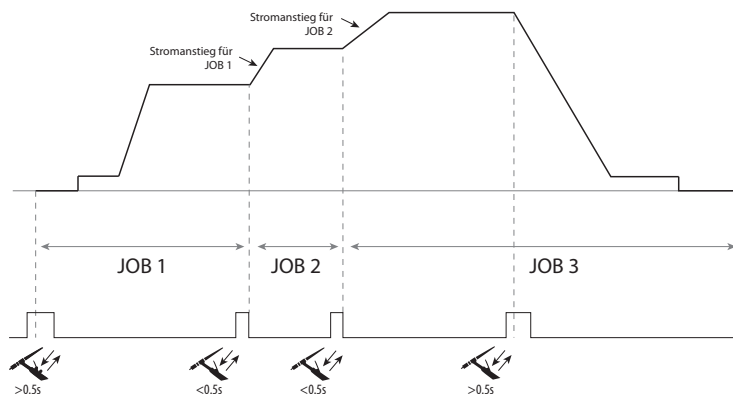 Stromanstieg für
JOB 2
Stromanstieg für
JOB 1
JOB 1
JOB 2
JOB 3
>0.5s
<0.5s
<0.5s
>0.5s